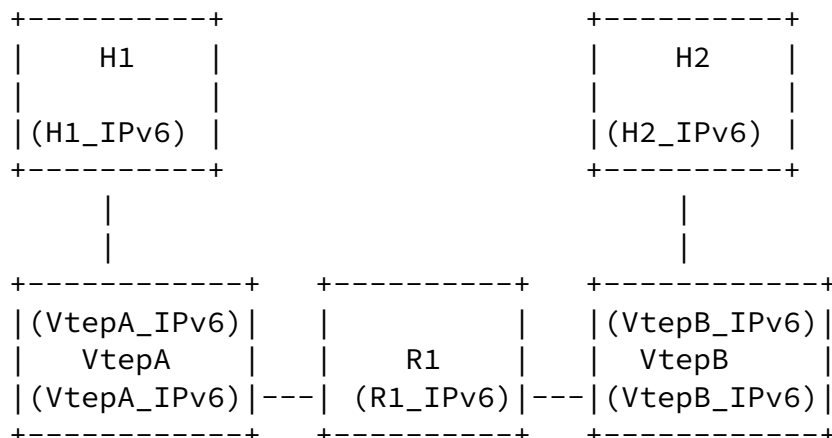 H1 H2
(H1_IPv6) (H2_IPv6)
(VtepA_IPv6) (VtepB_IPv6)
VtepA R1 VtepB
(VtepA_IPv6) (R1_IPv6) (VtepB_IPv6)